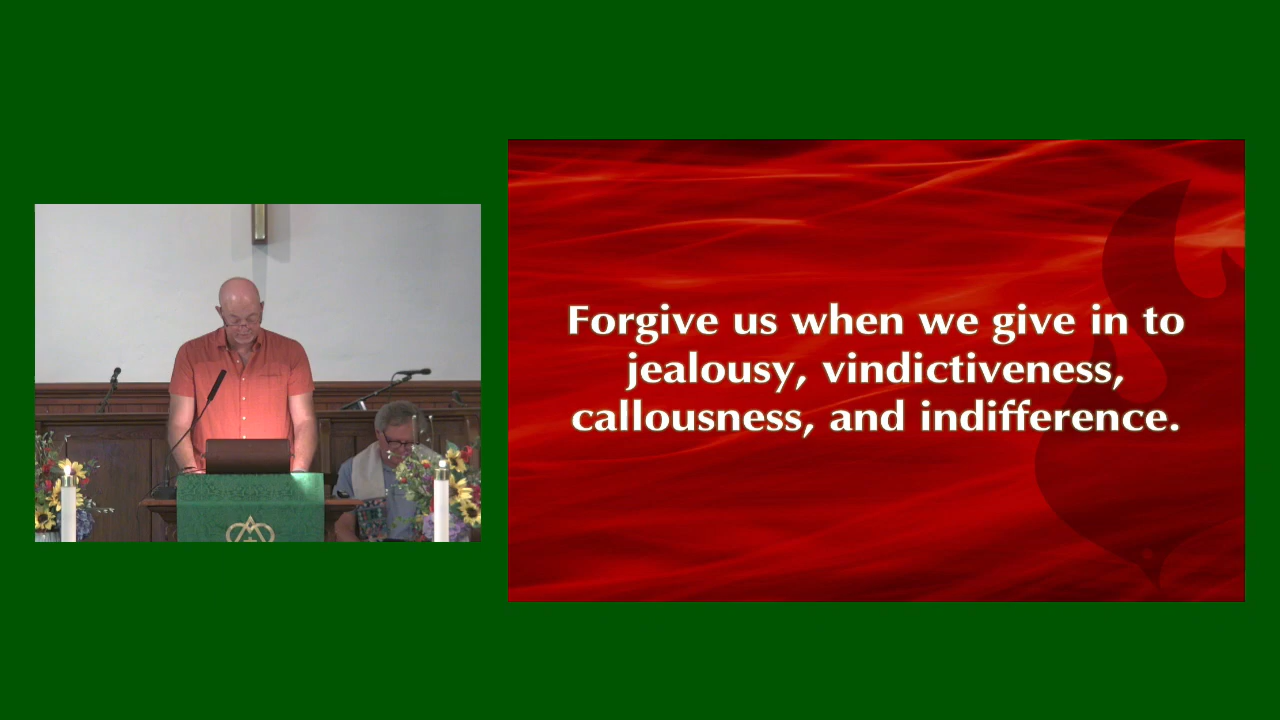 Forgive us when we give in to
jealousy, vindictiveness,
callousness, and indifference.